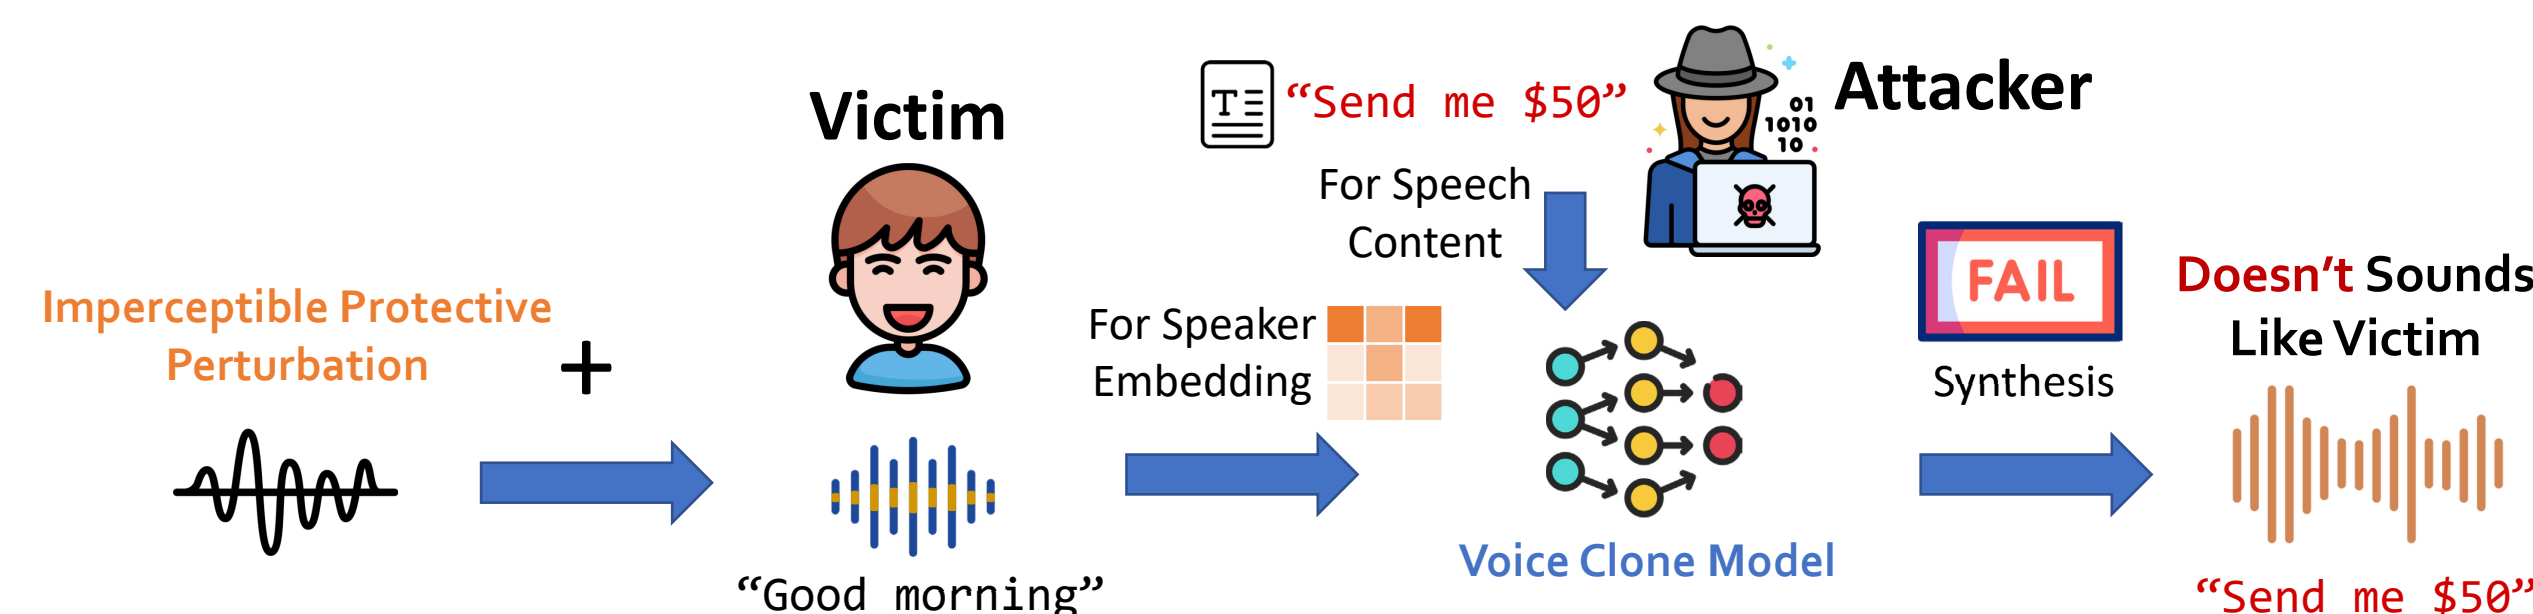 Imperceptible Protective
Perturbation
+
Victim
“Good morning”
For Speaker
Embedding
T
“Send me $50”
For Speech
Content
Attacker
01
1010
10
Voice Clone Model
FAIL
Synthesis
Doesn’t Sounds
Like Victim
“Send me $50”